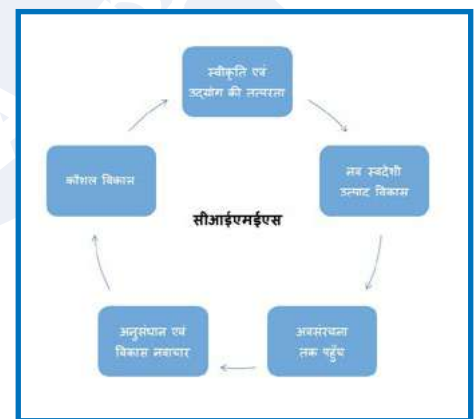 स्वीकृति एवं
उद्योग की तत्परता
नव स्वदेशी
उत्पाद विकास
अवसंरचना
तक पहुँच
अनुसंधान एवं
विकास नवाचार
कौशल विकास
सीआईएमईएस